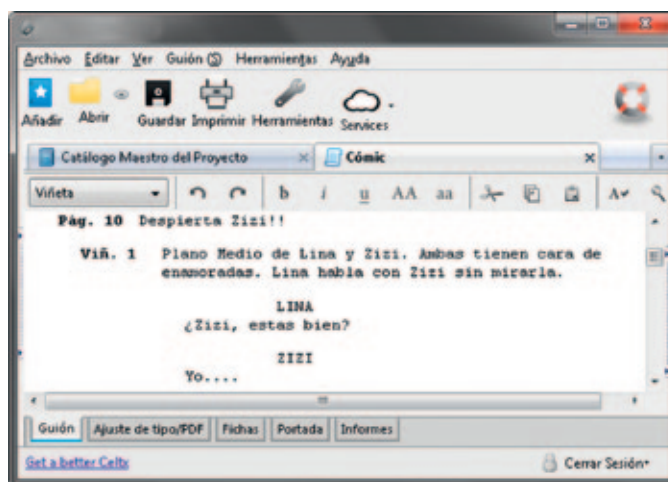 Archivo Editar Ver Guión (S) Herramientas Ayuda
Añadir Abrir Guardar Imprimir Herramientas Services
Catálogo Maestro del Proyecto Cómic
Viñeta b i u AA aa A
Pág. 10 Despierta Zizi!!
Viñ. 1 Plano Medio de Lina y Zizi. Ambas tienen cara de
enamoradas. Lina habla con Zizi sin mirarla.
LINA
¿Zizi, estas bien?
ZIZI
Yo....
Guión Ajuste de tipo/PDF Fichas Portada Informes
Get a better Celtx Cerrar Sesión